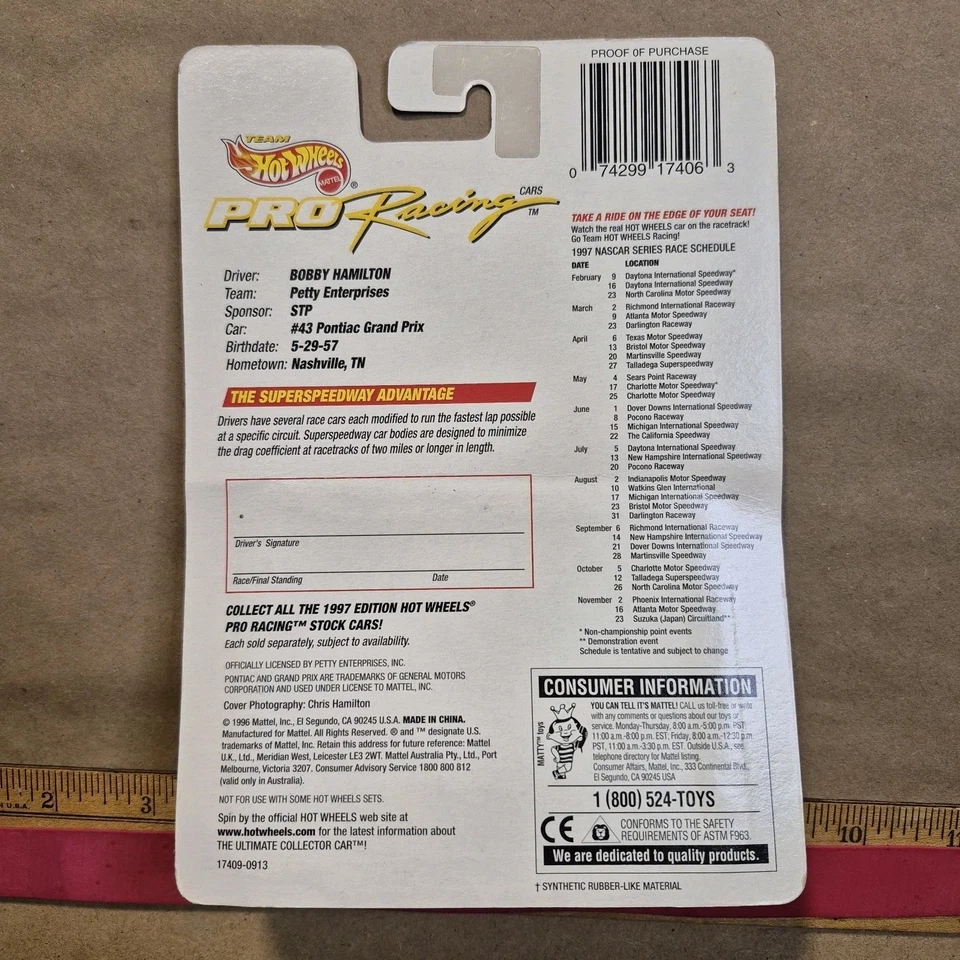 TEAM
Hot Wheels
MATTEL
®
PRO Racing CARS
™
Driver: BOBBY HAMILTON
Team: Petty Enterprises
Sponsor: STP
Car: #43 Pontiac Grand Prix
Birthdate: 5-29-57
Hometown: Nashville, TN
THE SUPERSPEEDWAY ADVANTAGE
Drivers have several race cars each modified to run the fastest lap possible
at a specific circuit. Superspeedway car bodies are designed to minimize
the drag coefficient at racetracks of two miles or longer in length.
Driver's Signature
Race/Final Standing Date
COLLECT ALL THE 1997 EDITION HOT WHEELS®
PRO RACING™ STOCK CARS!
Each sold separately, subject to availability.
OFFICIALLY LICENSED BY PETTY ENTERPRISES, INC.
PONTIAC AND GRAND PRIX ARE TRADEMARKS OF GENERAL MOTORS
CORPORATION AND USED UNDER LICENSE TO MATTEL, INC.
Cover Photography: Chris Hamilton
© 1996 Mattel, Inc., El Segundo, CA 90245 U.S.A. MADE IN CHINA.
Manufactured for Mattel. All Rights Reserved. ® and ™ designate U.S.
trademarks of Mattel, Inc. Retain this address for future reference: Mattel
U.K., Ltd., Meridian West, Leicester LE3 2WT. Mattel Australia Pty., Ltd., Port
Melbourne, Victoria 3207. Consumer Advisory Service 1800 800 812
(valid only in Australia).
NOT FOR USE WITH SOME HOT WHEELS SETS.
Spin by the official HOT WHEELS web site at
www.hotwheels.com for the latest information about
THE ULTIMATE COLLECTOR CAR™!
17409-0913
PROOF OF PURCHASE
0 74299 17406 3
TAKE A RIDE ON THE EDGE OF YOUR SEAT!
Watch the real HOT WHEELS car on the racetrack!
Go Team HOT WHEELS Racing!
1997 NASCAR SERIES RACE SCHEDULE
DATE LOCATION
February 9 Daytona International Speedway*
16 Daytona International Speedway
23 North Carolina Motor Speedway
March 2 Richmond International Raceway
9 Atlanta Motor Speedway
23 Darlington Raceway
April 6 Texas Motor Speedway
13 Bristol Motor Speedway
20 Martinsville Speedway
27 Talladega Superspeedway
May 4 Sears Point Raceway
17 Charlotte Motor Speedway*
25 Charlotte Motor Speedway
June 1 Dover Downs International Speedway
8 Pocono Raceway
15 Michigan International Speedway
22 The California Speedway
July 5 Daytona International Speedway
13 New Hampshire International Speedway
20 Pocono Raceway
August 2 Indianapolis Motor Speedway
10 Watkins Glen International
17 Michigan International Speedway
23 Bristol Motor Speedway
31 Darlington Raceway
September 6 Richmond International Raceway
14 New Hampshire International Speedway
21 Dover Downs International Speedway
28 Martinsville Speedway
October 5 Charlotte Motor Speedway
12 Talladega Superspeedway
26 North Carolina Motor Speedway
November 2 Phoenix International Raceway
16 Atlanta Motor Speedway
23 Suzuka (Japan) Circuitland**
* Non-championship point events
** Demonstration event
Schedule is tentative and subject to change
CONSUMER INFORMATION
MATTY™ toys
YOU CAN TELL IT'S MATTEL! CALL us toll-free or write
with any comments or questions about our toys or
service. Monday-Thursday, 8:00 a.m.-5:00 p.m. PST,
11:00 a.m.-8:00 p.m. EST; Friday, 8:00 a.m.-12:30 p.m.
PST, 11:00 a.m.-3:30 p.m. EST. Outside U.S.A., see
telephone directory for Mattel listing.
Consumer Affairs, Mattel, Inc., 333 Continental Blvd.,
El Segundo, CA 90245 USA
1 (800) 524-TOYS
CE CONFORMS TO THE SAFETY
REQUIREMENTS OF ASTM F963.
We are dedicated to quality products.
† SYNTHETIC RUBBER-LIKE MATERIAL
U.S.A. 2 3
10 11